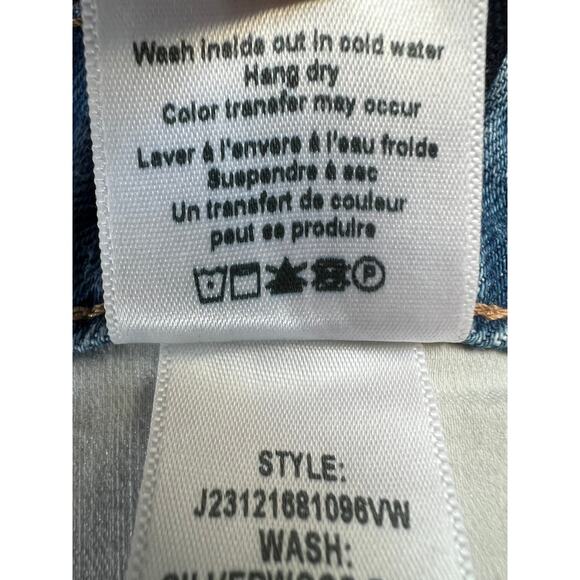 Wash inside out in cold water
Hang dry
Color transfer may occur
Laver à l'envers à l'eau froide
Suspendre à sec
Un transfert de couleur
peut se produire
P
STYLE:
J23121681096VW
WASH: